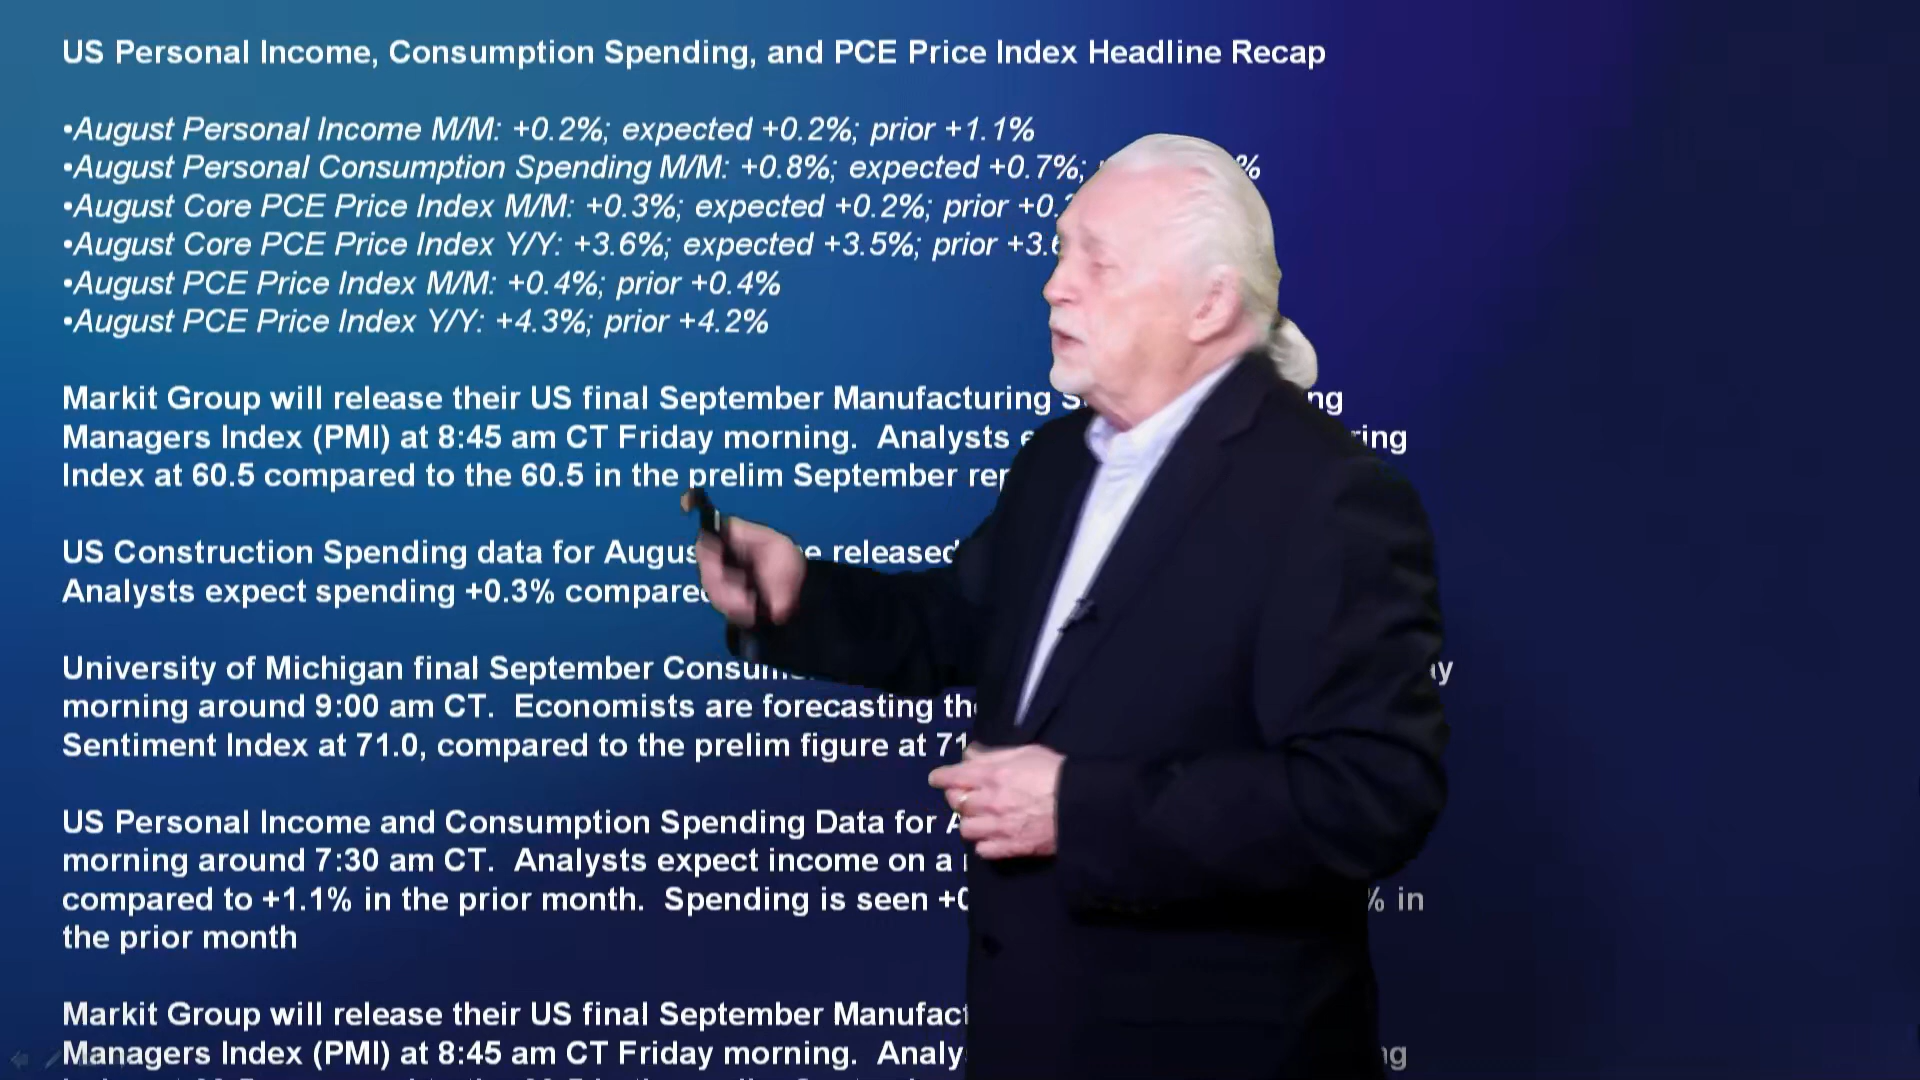 US Personal Income, Consumption Spending, and PCE Price Index Headline Recap
•August Personal Income M/M: +0.2%; expected +0.2%; prior +1.1%
•August Personal Consumption Spending M/M: +0.8%; expected +0.7%; %
•August Core PCE Price Index M/M: +0.3%; expected +0.2%; prior
•August Core PCE Price Index Y/Y: +3.6%; expected +3.5%; prior
•August PCE Price Index M/M: +0.4%; prior +0.4%
•August PCE Price Index Y/Y: +4.3%; prior +4.2%
Markit Group will release their US final September Manufacturing
Managers Index (PMI) at 8:45 am CT Friday morning. Analysts
Index at 60.5 compared to the 60.5 in the prelim September
US Construction Spending data for released
Analysts expect spending +0.3%
University of Michigan final September
morning around 9:00 am CT. Economists are forecasting
Sentiment Index at 71.0, compared to the prelim figure at
US Personal Income and Consumption Spending Data for
morning around 7:30 am CT. Analysts expect income on a
compared to +1.1% in the prior month. Spending is seen % in
the prior month
Markit Group will release their US final September
Managers Index (PMI) at 8:45 am CT Friday morning.